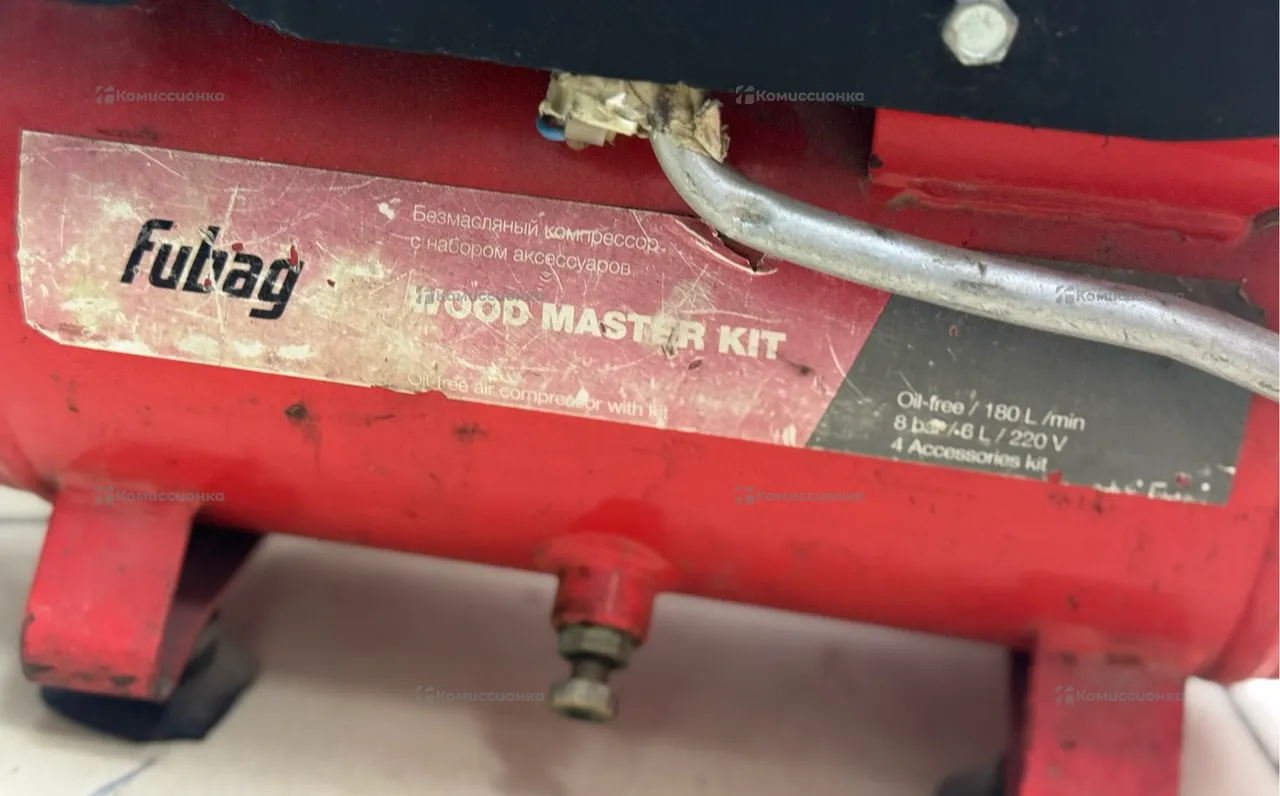 Комиссионка
Комиссионка
Fubag
Безмасляный компрессор
с набором аксессуаров
Комиссионка
Комиссионка
WOOD MASTER KIT
Oil-free air compressor with kit
Oil-free / 180 L /min
8 bar / 6 L / 220 V
4 Accessories kit
Комиссионка
Комиссионка
Комиссионка
Комиссионка